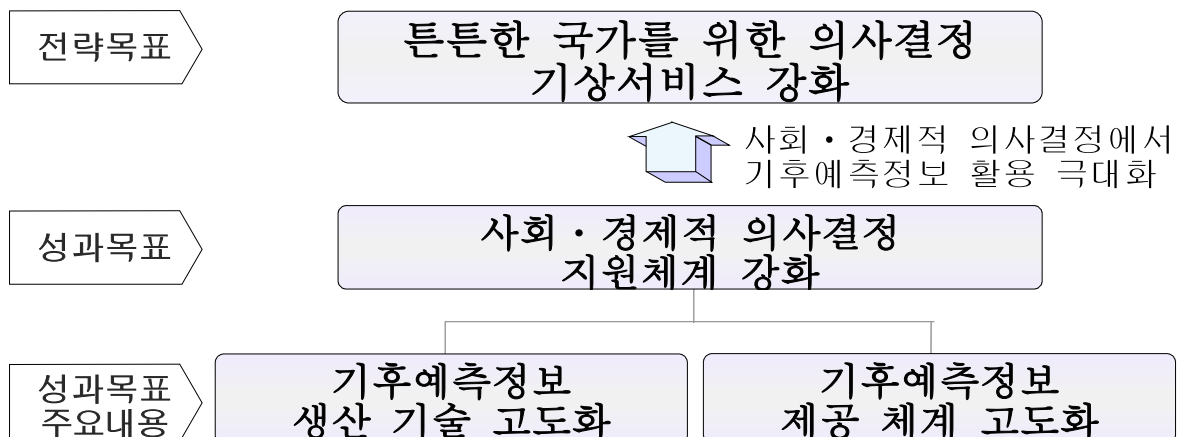 전략목표
튼튼한 국가를 위한 의사결정
기상서비스 강화
사회・경제적 의사결정에서
기후예측정보 활용 극대화
성과목표
사회・경제적 의사결정
지원체계 강화
성과목표
주요내용
기후예측정보
생산 기술 고도화
기후예측정보
제공 체계 고도화